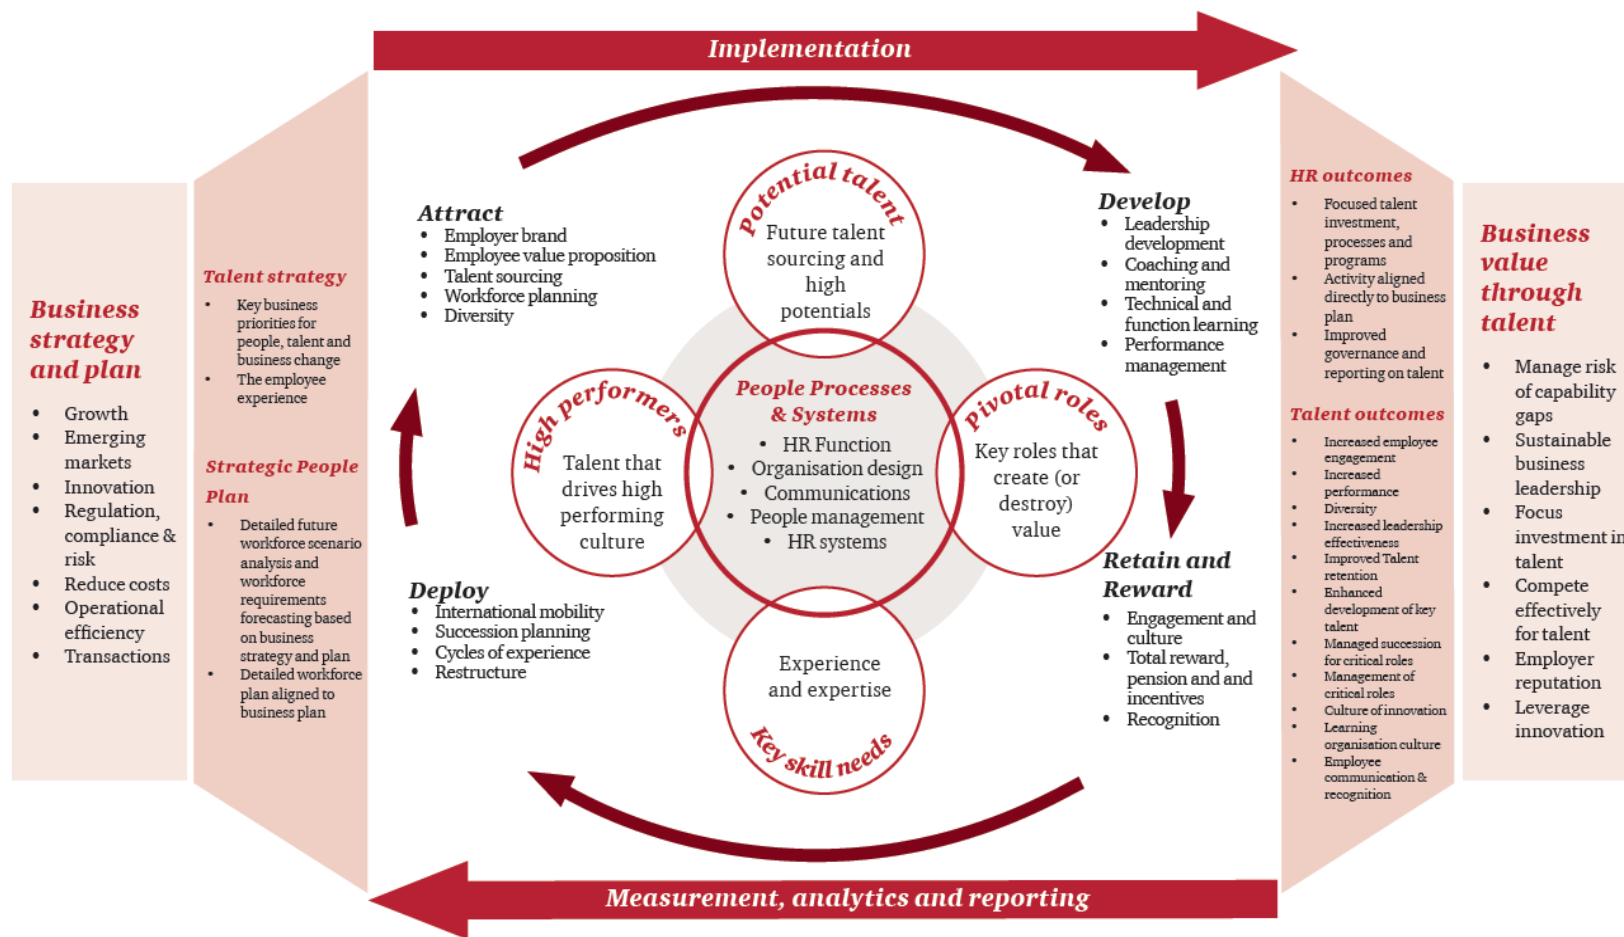 Implementation
Business
strategy
and plan
• Growth
• Emerging
markets
• Innovation
• Regulation,
compliance &
risk
• Reduce costs
• Operational
efficiency
• Transactions
Talent strategy
• Key business
priorities for
people, talent and
business change
• The employee
experience
Strategic People
Plan
• Detailed future
workforce scenario
analysis and
workforce
requirements
forecasting based
on business
strategy and plan
• Detailed workforce
plan aligned to
business plan
Attract
• Employer brand
• Employee value proposition
• Talent sourcing
• Workforce planning
• Diversity
Potential talent
Future talent
sourcing and
high
potentials
Develop
• Leadership
development
• Coaching and
mentoring
• Technical and
function learning
• Performance
management
High performers
Talent that
drives high
performing
culture
People Processes
& Systems
• HR Function
• Organisation design
• Communications
• People management
• HR systems
Pivotal roles
Key roles that
create (or
destroy)
value
Deploy
• International mobility
• Succession planning
• Cycles of experience
• Restructure
Experience
and expertise
Key skill needs
Retain and
Reward
• Engagement and
culture
• Total reward,
pension and and
incentives
• Recognition
HR outcomes
• Focused talent
investment,
processes and
programs
• Activity aligned
directly to business
plan
• Improved
governance and
reporting on talent
Talent outcomes
• Increased employee
engagement
• Increased
performance
• Diversity
• Increased leadership
effectiveness
• Improved Talent
retention
• Enhanced
development of key
talent
• Managed succession
for critical roles
• Management of
critical roles
• Culture of innovation
• Learning
organisation culture
• Employee
communication &
recognition
Business
value
through
talent
• Manage risk
of capability
gaps
• Sustainable
business
leadership
• Focus
investment in
talent
• Compete
effectively
for talent
• Employer
reputation
• Leverage
innovation
Measurement, analytics and reporting